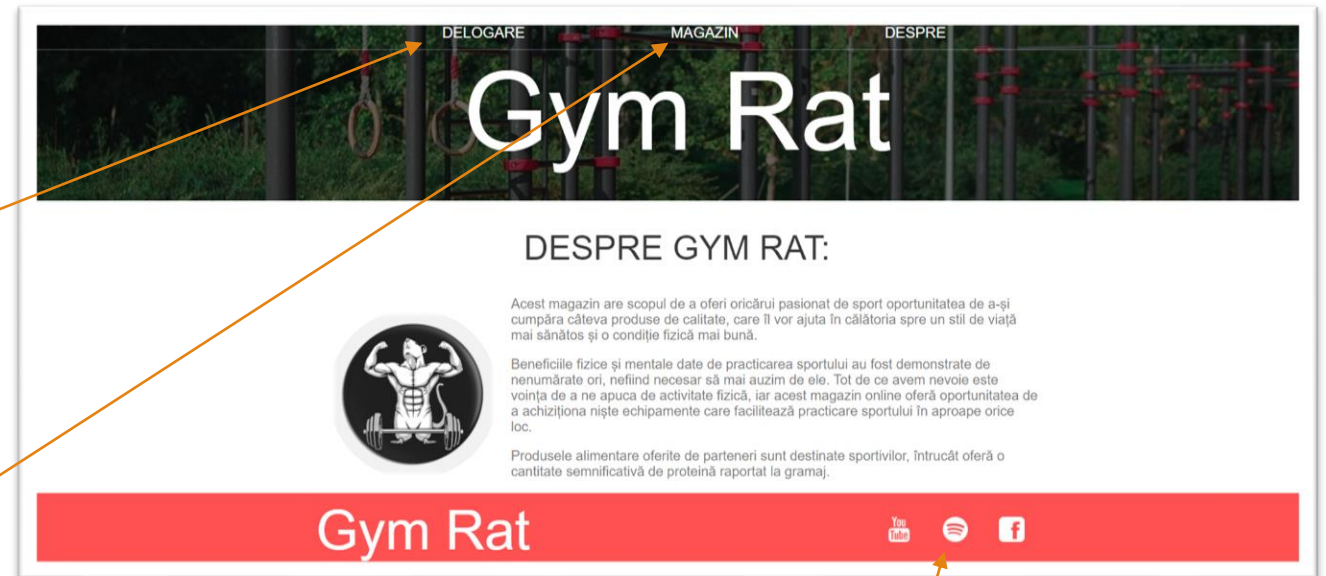 DELOGARE MAGAZIN DESPRE
Gym Rat
DESPRE GYM RAT:
Acest magazin are scopul de a oferi oricărui pasionat de sport oportunitatea de a-și
cumpăra câteva produse de calitate, care îl vor ajuta în călătoria spre un stil de viață
mai sănătos și o condiție fizică mai bună.
Beneficiile fizice și mentale date de practicarea sportului au fost demonstrate de
nenumărate ori, nefiind necesar să mai auzim de ele. Tot de ce avem nevoie este
voința de a ne apuca de activitate fizică, iar acest magazin online oferă oportunitatea de
a achiziționa niște echipamente care facilitează practicare sportului în aproape orice
loc.
Produsele alimentare oferite de parteneri sunt destinate sportivilor, întrucât oferă o
cantitate semnificativă de proteină raportat la gramaj.
Gym Rat
You
Tube
f